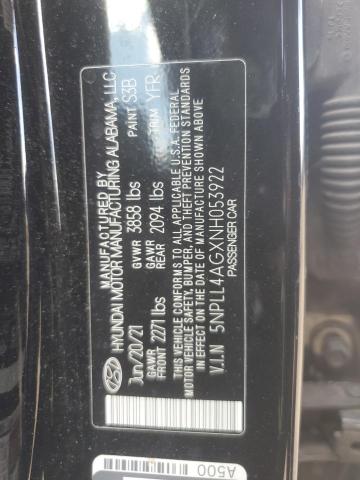 MANUFACTURED BY
HYUNDAI MOTOR MANUFACTURING ALABAMA, LLC
Jun/20/21 GVWR 3858 lbs PAINT S3B
GAWR FRONT 2271 lbs GAWR REAR 2094 lbs TRIM YFR
THIS VEHICLE CONFORMS TO ALL APPLICABLE U.S.A. FEDERAL
MOTOR VEHICLE SAFETY, BUMPER, AND THEFT PREVENTION
STANDARDS IN EFFECT ON THE DATE OF MANUFACTURE
SHOWN ABOVE.
V.I.N 5NPLL4AGXNH053922
PASSENGER CAR
A500